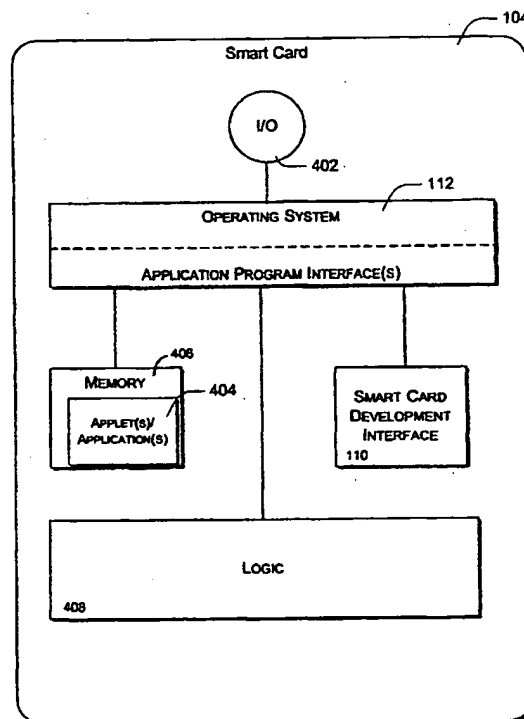 104
Smart Card
I/O
402
112
OPERATING SYSTEM
APPLICATION PROGRAM INTERFACE(S)
406
MEMORY
404
APPLET(S)/
APPLICATION(S)
SMART CARD
DEVELOPMENT
INTERFACE
110
LOGIC
408